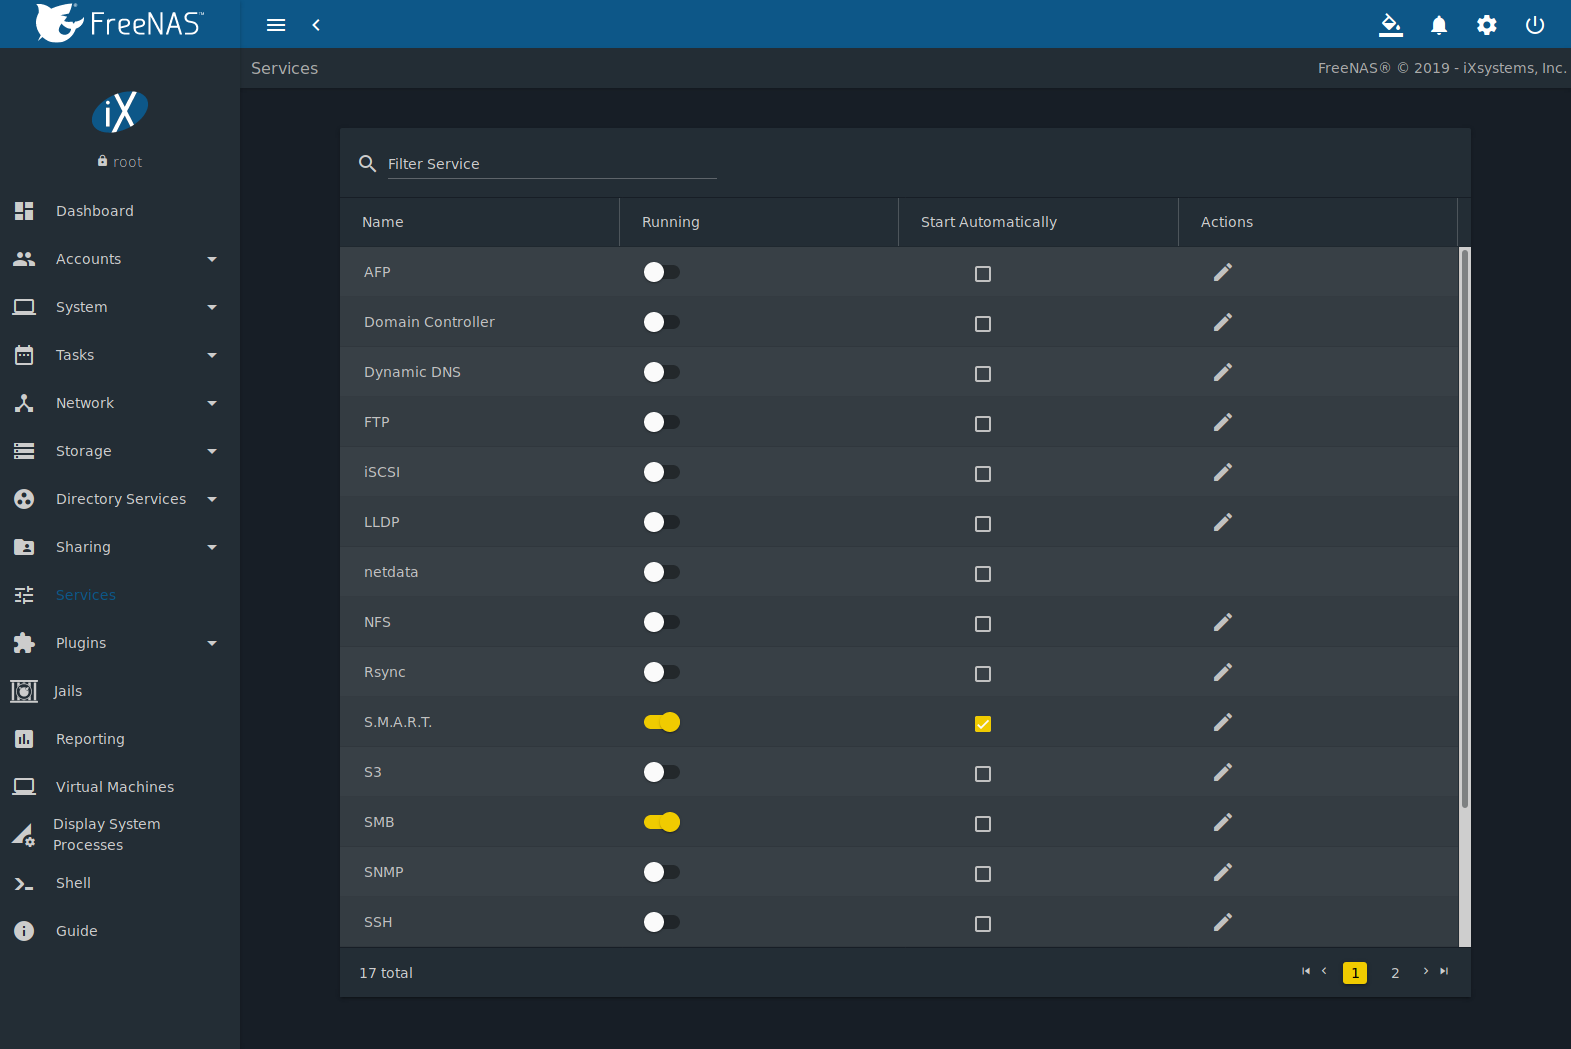 FreeNAS™
Services
FreeNAS® © 2019 - iXsystems, Inc.
iX
root
Dashboard
Accounts
System
Tasks
Network
Storage
Directory Services
Sharing
Services
Plugins
Jails
Reporting
Virtual Machines
Display System
Processes
Shell
Guide
Filter Service
Name Running Start Automatically Actions
AFP
Domain Controller
Dynamic DNS
FTP
iSCSI
LLDP
netdata
NFS
Rsync
S.M.A.R.T.
S3
SMB
SNMP
SSH
17 total
1 2